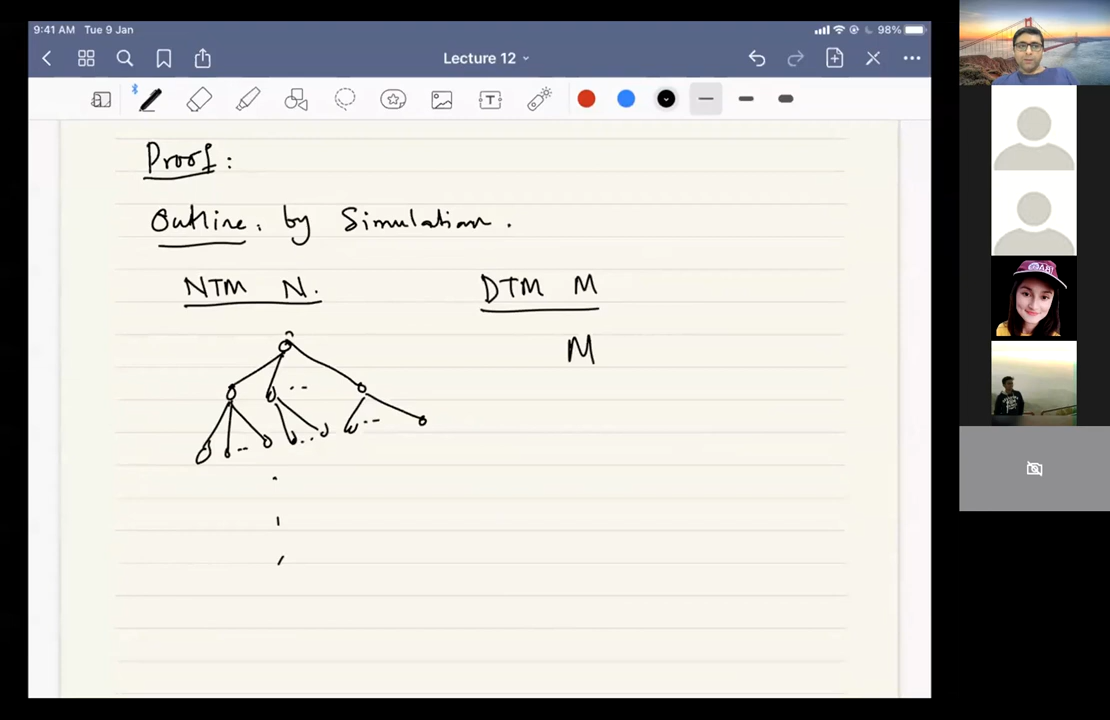 9:41 AM Tue 9 Jan
98%
Lecture 12
Proof:
Outline. by Simulation.
NTM N. DTM M
M